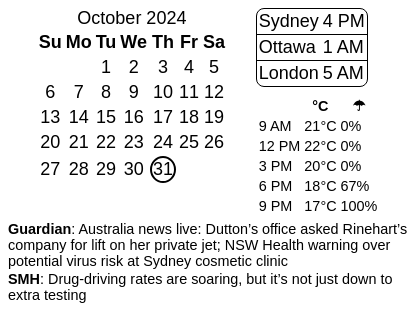 October 2024
Su Mo Tu We Th Fr Sa
1 2 3 4 5
6 7 8 9 10 11 12
13 14 15 16 17 18 19
20 21 22 23 24 25 26
27 28 29 30 31
Sydney 4 PM
Ottawa 1 AM
London 5 AM
°C ☂
9 AM 21°C 0%
12 PM 22°C 0%
3 PM 20°C 0%
6 PM 18°C 67%
9 PM 17°C 100%
Guardian: Australia news live: Dutton’s office asked Rinehart’s
company for lift on her private jet; NSW Health warning over
potential virus risk at Sydney cosmetic clinic
SMH: Drug-driving rates are soaring, but it’s not just down to
extra testing